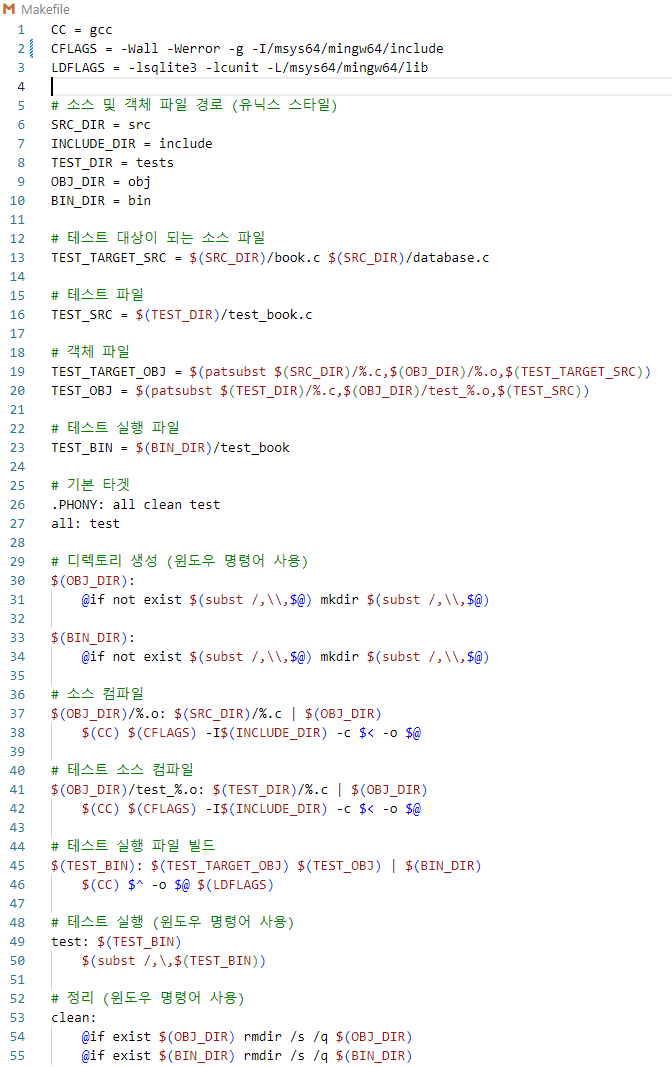 Makefile
1 CC = gcc
2 CFLAGS = -Wall -Werror -g -I/msys64/mingw64/include
3 LDFLAGS = -lsqlite3 -lcunit -L/msys64/mingw64/lib
4
5 # 소스 및 객체 파일 경로 (유닉스 스타일)
6 SRC_DIR = src
7 INCLUDE_DIR = include
8 TEST_DIR = tests
9 OBJ_DIR = obj
10 BIN_DIR = bin
11
12 # 테스트 대상이 되는 소스 파일
13 TEST_TARGET_SRC = $(SRC_DIR)/book.c $(SRC_DIR)/database.c
14
15 # 테스트 파일
16 TEST_SRC = $(TEST_DIR)/test_book.c
17
18 # 객체 파일
19 TEST_TARGET_OBJ = $(patsubst $(SRC_DIR)/%.c,$(OBJ_DIR)/%.o,$(TEST_TARGET_SRC))
20 TEST_OBJ = $(patsubst $(TEST_DIR)/%.c,$(OBJ_DIR)/test_%.o,$(TEST_SRC))
21
22 # 테스트 실행 파일
23 TEST_BIN = $(BIN_DIR)/test_book
24
25 # 기본 타겟
26 .PHONY: all clean test
27 all: test
28
29 # 디렉토리 생성 (윈도우 명령어 사용)
30 $(OBJ_DIR):
31 @if not exist $(subst /,\\,$@) mkdir $(subst /,\\,$@)
32
33 $(BIN_DIR):
34 @if not exist $(subst /,\\,$@) mkdir $(subst /,\\,$@)
35
36 # 소스 컴파일
37 $(OBJ_DIR)/%.o: $(SRC_DIR)/%.c | $(OBJ_DIR)
38 $(CC) $(CFLAGS) -I$(INCLUDE_DIR) -c $< -o $@
39
40 # 테스트 소스 컴파일
41 $(OBJ_DIR)/test_%.o: $(TEST_DIR)/%.c | $(OBJ_DIR)
42 $(CC) $(CFLAGS) -I$(INCLUDE_DIR) -c $< -o $@
43
44 # 테스트 실행 파일 빌드
45 $(TEST_BIN): $(TEST_TARGET_OBJ) $(TEST_OBJ) | $(BIN_DIR)
46 $(CC) $^ -o $@ $(LDFLAGS)
47
48 # 테스트 실행 (윈도우 명령어 사용)
49 test: $(TEST_BIN)
50 $(subst /,\,$(TEST_BIN))
51
52 # 정리 (윈도우 명령어 사용)
53 clean:
54 @if exist $(OBJ_DIR) rmdir /s /q $(OBJ_DIR)
55 @if exist $(BIN_DIR) rmdir /s /q $(BIN_DIR)